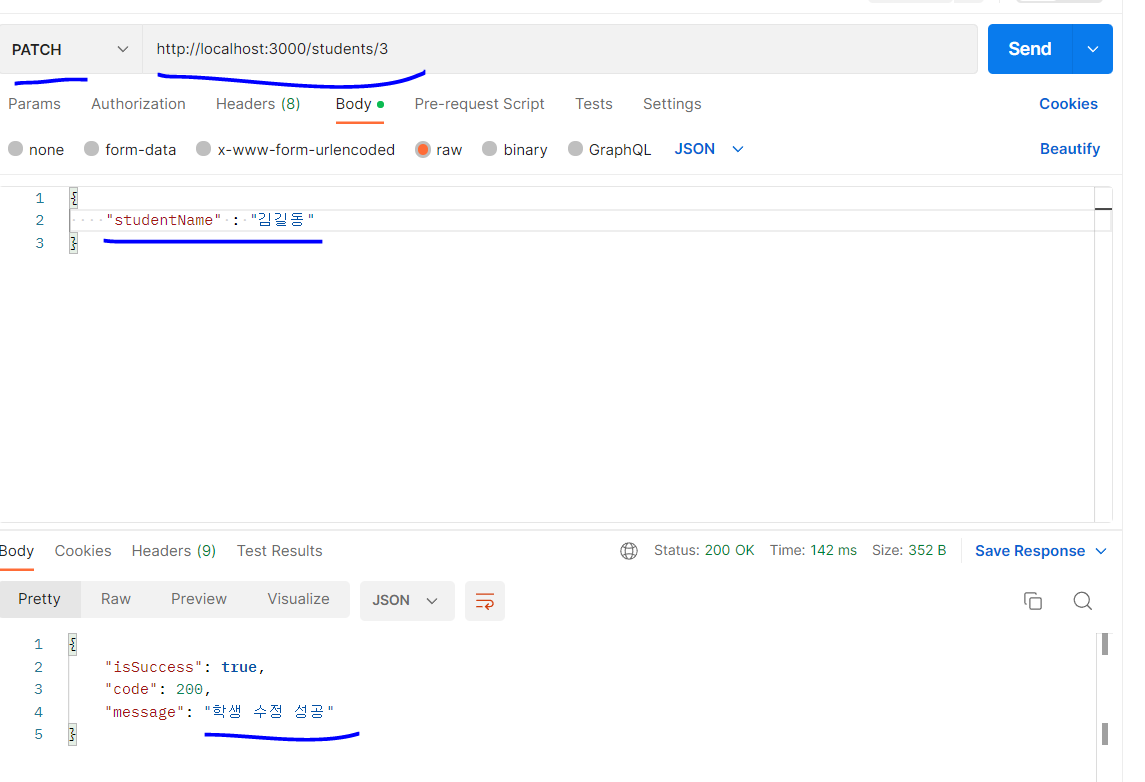 PATCH http://localhost:3000/students/3 Send
Params Authorization Headers (8) Body Pre-request Script Tests Settings Cookies
none form-data x-www-form-urlencoded raw binary GraphQL JSON Beautify
1 {
2 "studentName" : "김길동"
3 }
Body Cookies Headers (9) Test Results Status: 200 OK Time: 142 ms Size: 352 B Save Response
Pretty Raw Preview Visualize JSON
1 {
2 "isSuccess": true,
3 "code": 200,
4 "message": "학생 수정 성공"
5 }